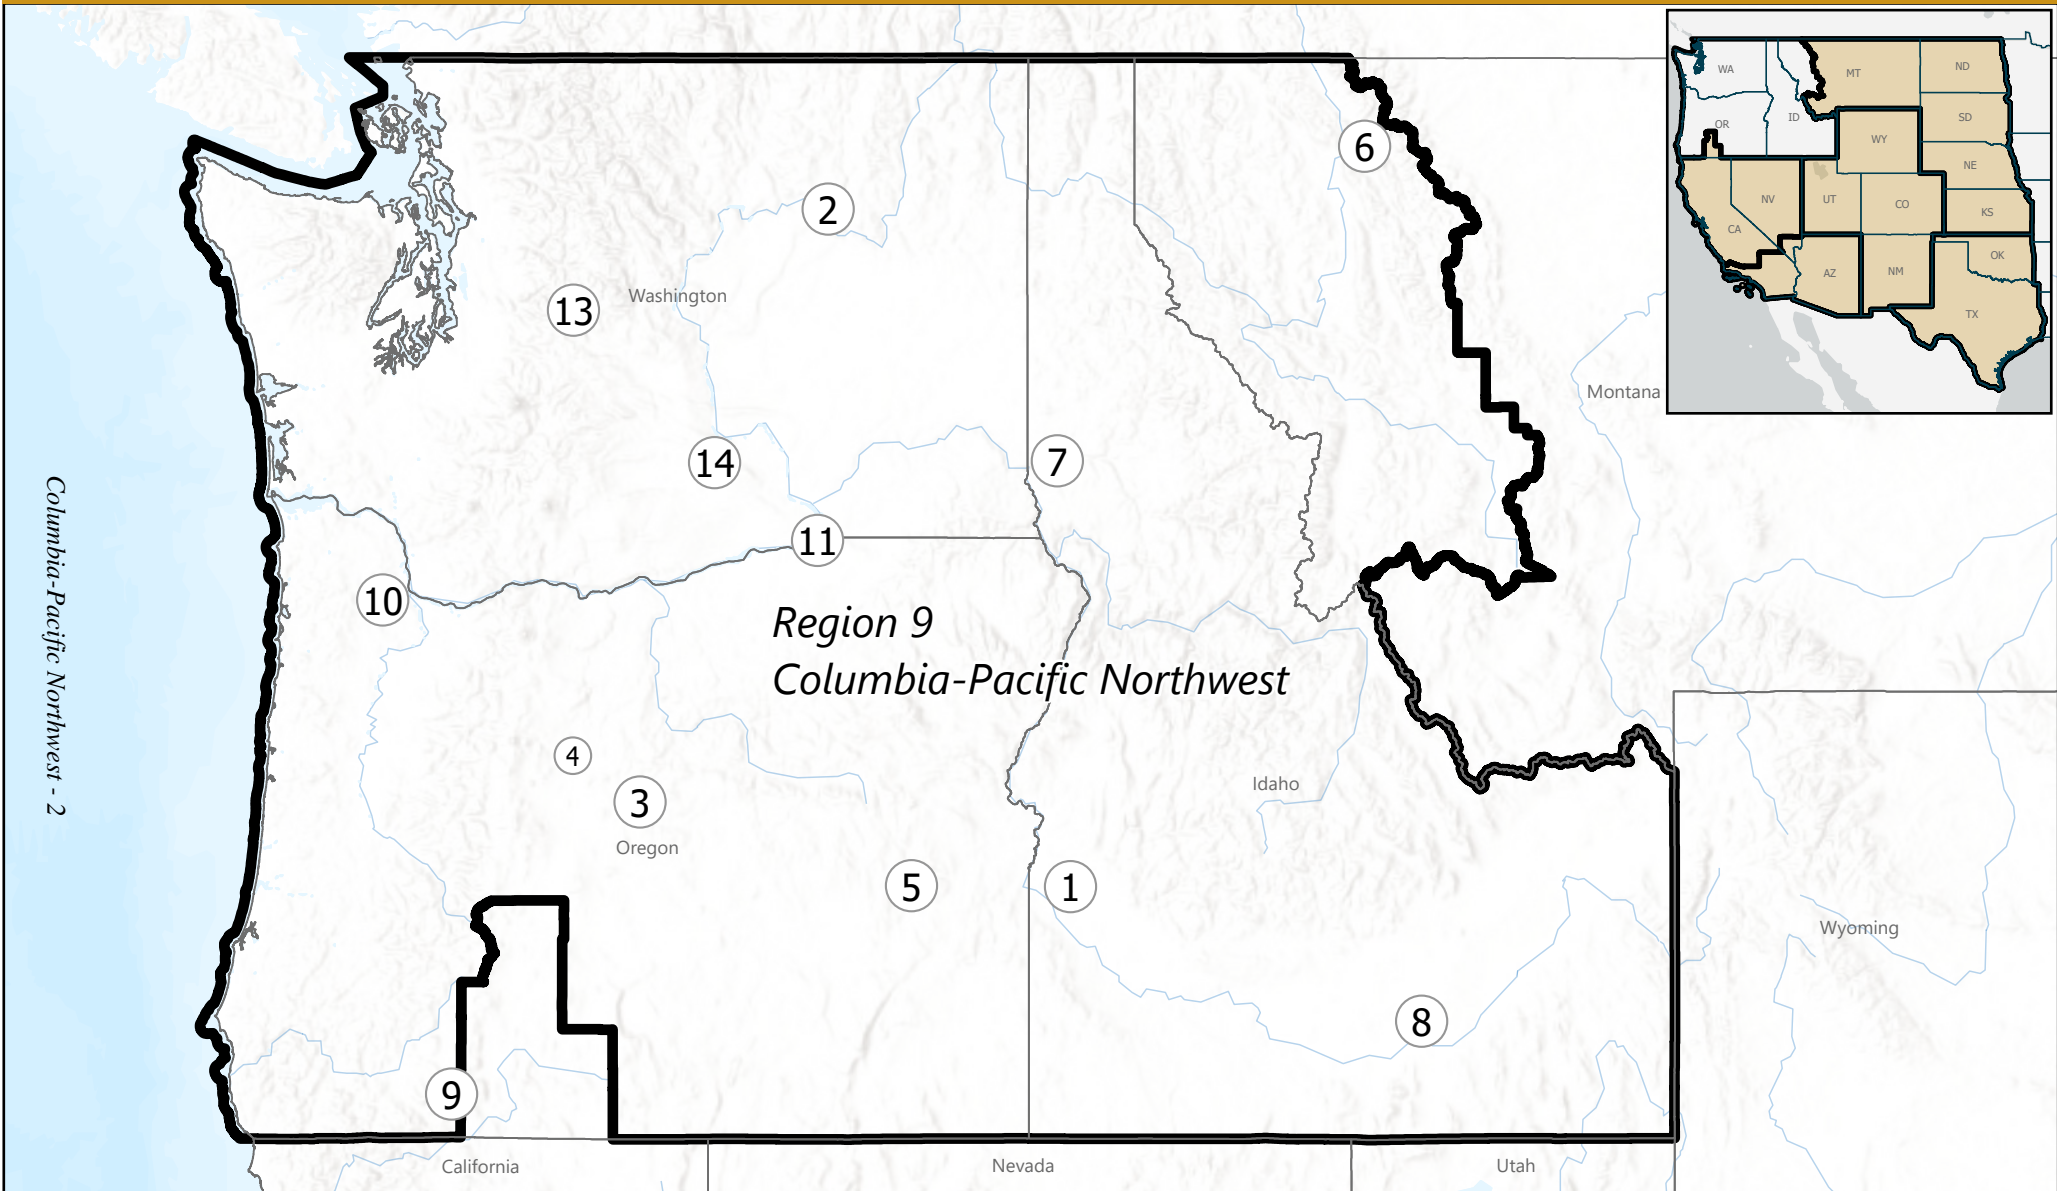 WA
MT
ND
OR
ID
SD
WY
NE
NV
UT
CO
KS
CA
AZ
NM
OK
TX
6
2
13
Washington
Montana
14
7
11
10
Region 9
Columbia-Pacific Northwest
4
3
Idaho
Oregon
5
1
Wyoming
8
9
California
Nevada
Utah
Columbia-Pacific Northwest - 2